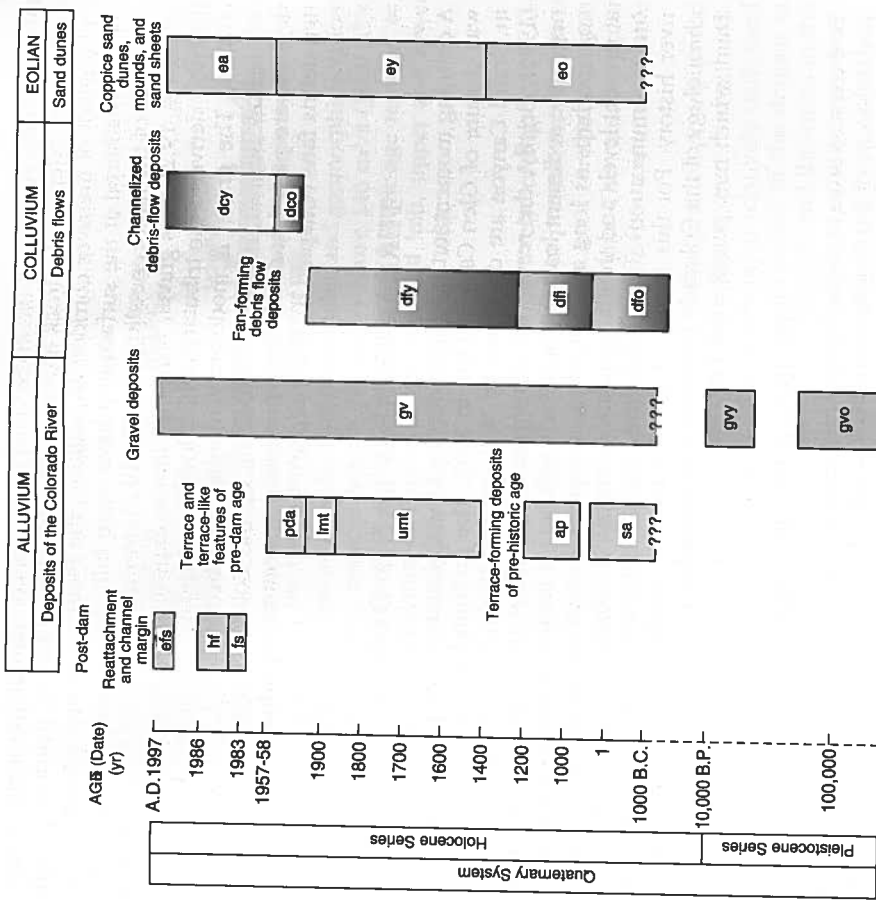 ALLUVIUM
COLLUVIUM
EOLIAN
Deposits of the Colorado River
Debris flows
Sand dunes
Post-dam
Reattachment
and channel
margin
Terrace and
terrace-like
features of
pre-dam age
Gravel deposits
Fan-forming
debris flow
deposits
Channelized
debris-flow deposits
Coppice sand
dunes,
mounds, and
sand sheets
Terrace-forming deposits
of pre-historic age
efs
hf
fs
pda
lmt
umt
ap
sa
???
gv
???
gvy
gvo
dfy
dfi
dfo
dcy
dco
ea
ey
eo
???
(Date)
(yr)
A.D.1997
1986
1983
1957-58
1900
1800
1700
1600
1400
1200
1000
1
1000 B.C.
10,000 B.P.
100,000
Holocene Series
Pleistocene Series
Quaternary System